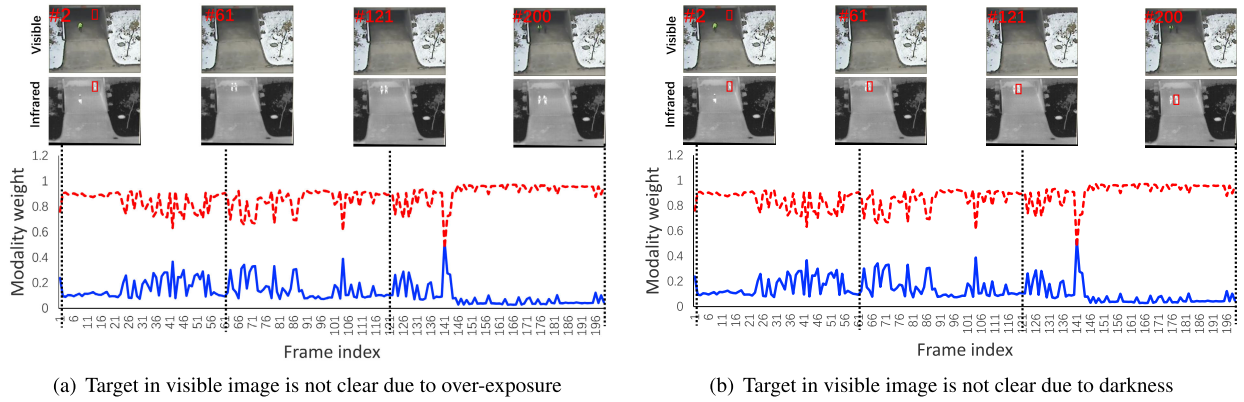 Visible
#2 #61 #121 #200
Infrared
Modality weight
1.2
1
0.8
0.6
0.4
0.2
0
1 6 11 16 21 26 31 36 41 46 51 56 61 66 71 76 81 86 91 96 101 106 111 116 121 126 131 136 141 146 151 156 161 166 171 176 181 186 191 196
Frame index
(a) Target in visible image is not clear due to over-exposure
Visible
#2 #61 #121 #200
Infrared
Modality weight
1.2
1
0.8
0.6
0.4
0.2
0
1 6 11 16 21 26 31 36 41 46 51 56 61 66 71 76 81 86 91 96 101 106 111 116 121 126 131 136 141 146 151 156 161 166 171 176 181 186 191 196
Frame index
(b) Target in visible image is not clear due to darkness